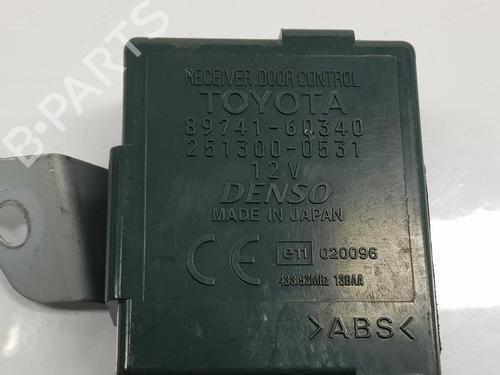 RECEIVER,DOOR CONTROL
TOYOTA
89741-60340
251300-0531
12V
DENSO
MADE IN JAPAN
CE e11 020096
433.92MHz 13BAA
>ABS<
B-PARTS